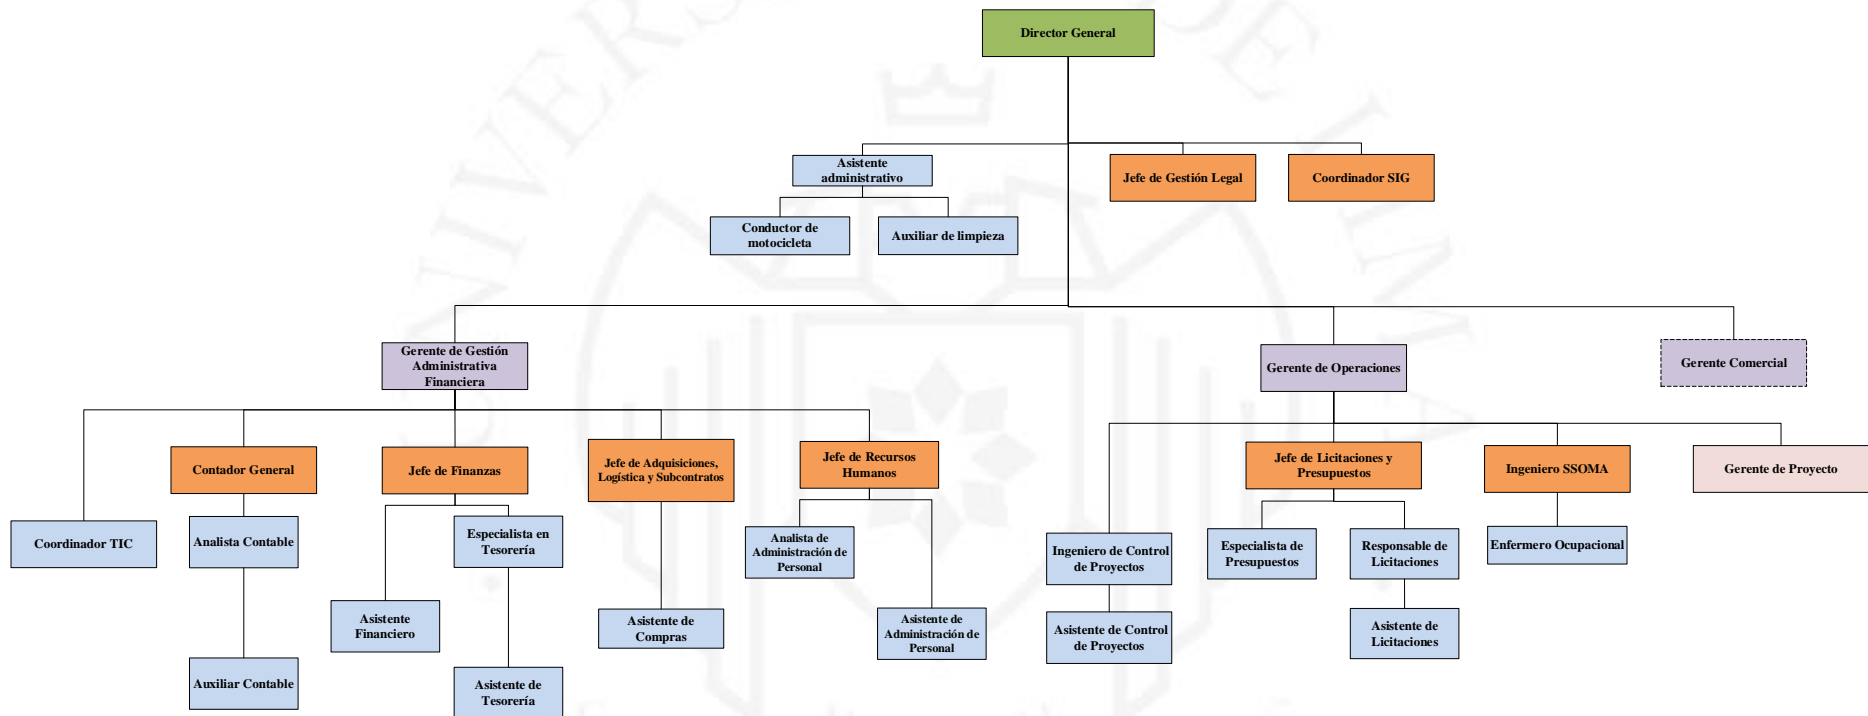 Director General
Asistente
administrativo
Jefe de Gestión Legal
Coordinador SIG
Conductor de
motocicleta
Auxiliar de limpieza
Gerente de Gestión
Administrativa
Financiera
Gerente de Operaciones
Gerente Comercial
Contador General
Jefe de Finanzas
Jefe de Adquisiciones,
Logística y Subcontratos
Jefe de Recursos
Humanos
Jefe de Licitaciones y
Presupuestos
Ingeniero SSOMA
Gerente de Proyecto
Coordinador TIC
Analista Contable
Especialista en
Tesorería
Analista de
Administración de
Personal
Ingeniero de Control
de Proyectos
Especialista de
Presupuestos
Responsable de
Licitaciones
Enfermero Ocupacional
Asistente
Financiero
Asistente de
Compras
Asistente de
Administración de
Personal
Asistente de Control
de Proyectos
Asistente de
Licitaciones
Auxiliar Contable
Asistente de
Tesorería
UNIVERSIDAD DE LIMA